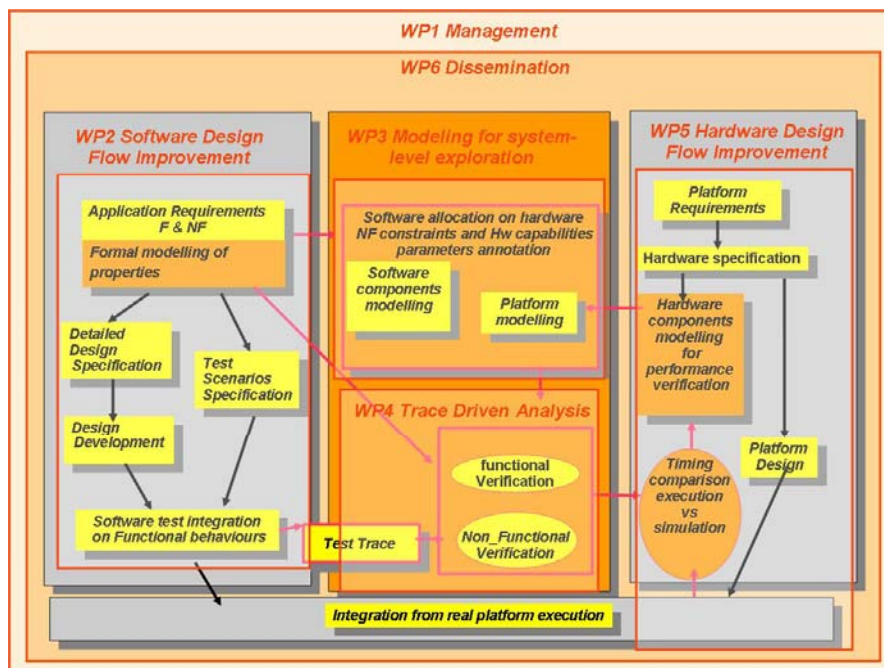 WP1 Management
WP6 Dissemination
WP2 Software Design
Flow Improvement
Application Requirements
F & NF
Formal modelling of
properties
Detailed
Design
Specification
Test
Scenarios
Specification
Design
Development
Software test integration
on Functional behaviours
WP3 Modeling for system-
level exploration
Software allocation on hardware
NF constraints and Hw capabilities
parameters annotation
Software
components
modelling
Platform
modelling
WP4 Trace Driven Analysis
functional
Verification
Non_Functional
Verification
Test Trace
WP5 Hardware Design
Flow Improvement
Platform
Requirements
Hardware specification
Hardware
components
modelling
for
performance
verification
Platform
Design
Timing
comparison
execution
vs
simulation
Integration from real platform execution